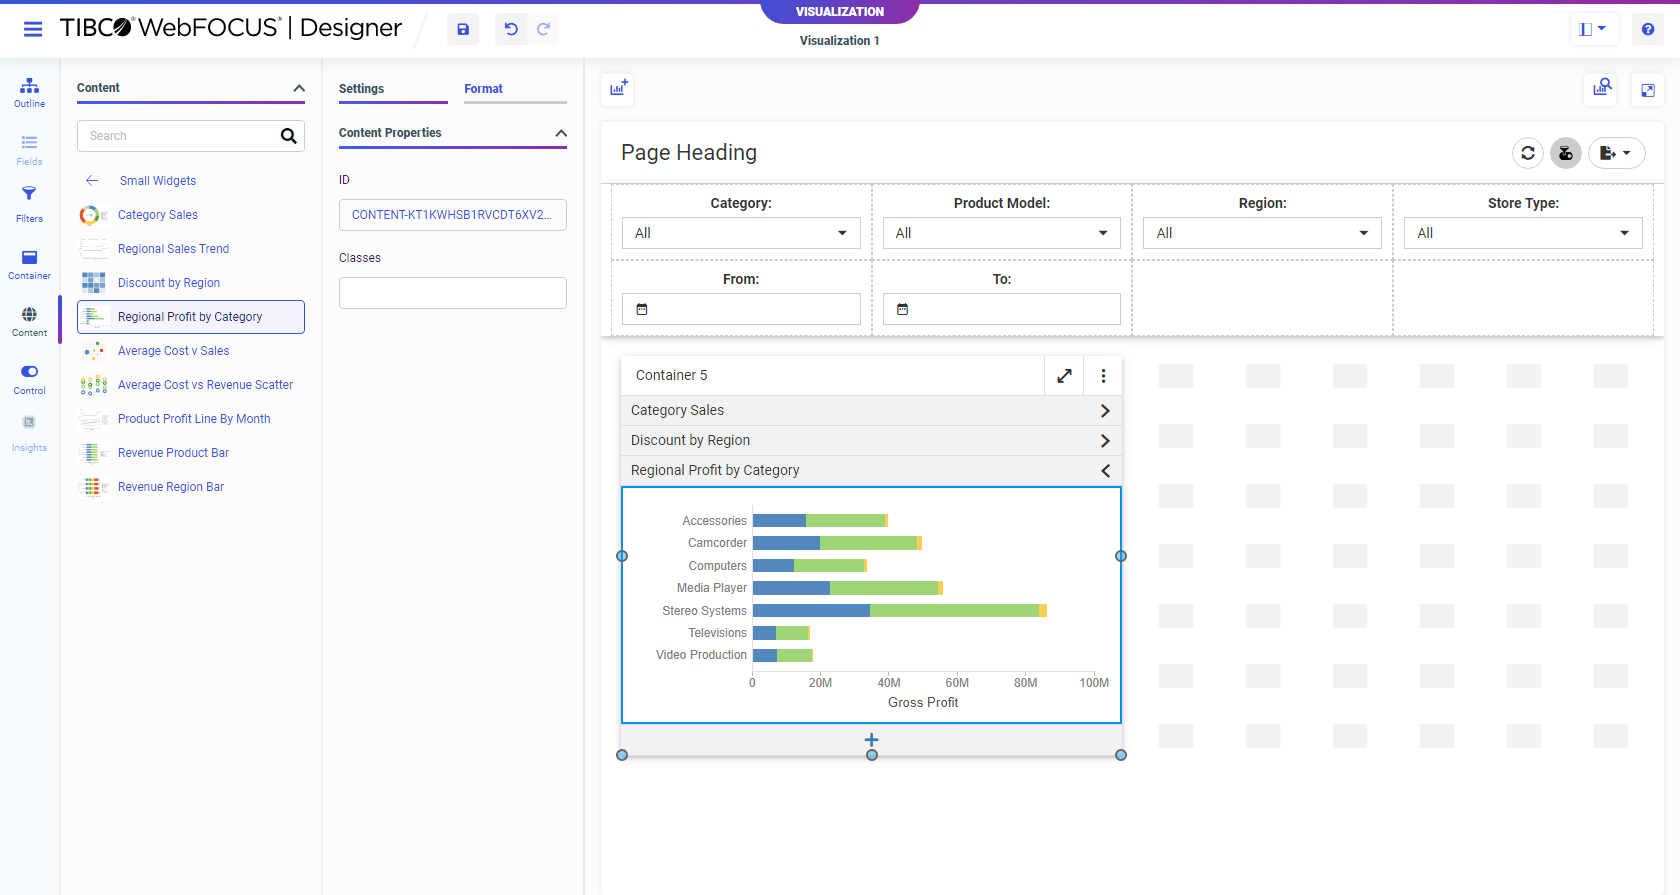 VISUALIZATION
TIBCO® WebFOCUS® | Designer
Visualization 1
Outline
Fields
Filters
Container
Content
Control
Insights
Content
Search
Small Widgets
Category Sales
Regional Sales Trend
Discount by Region
Regional Profit by Category
Average Cost v Sales
Average Cost vs Revenue Scatter
Product Profit Line By Month
Revenue Product Bar
Revenue Region Bar
Settings
Format
Content Properties
ID
CONTENT-KT1KWHSB1RVCDT6XV2...
Classes
Page Heading
Category:
Product Model:
Region:
Store Type:
All
All
All
All
From:
To:
Container 5
Category Sales
Discount by Region
Regional Profit by Category
Accessories
Camcorder
Computers
Media Player
Stereo Systems
Televisions
Video Production
0 20M 40M 60M 80M 100M
Gross Profit